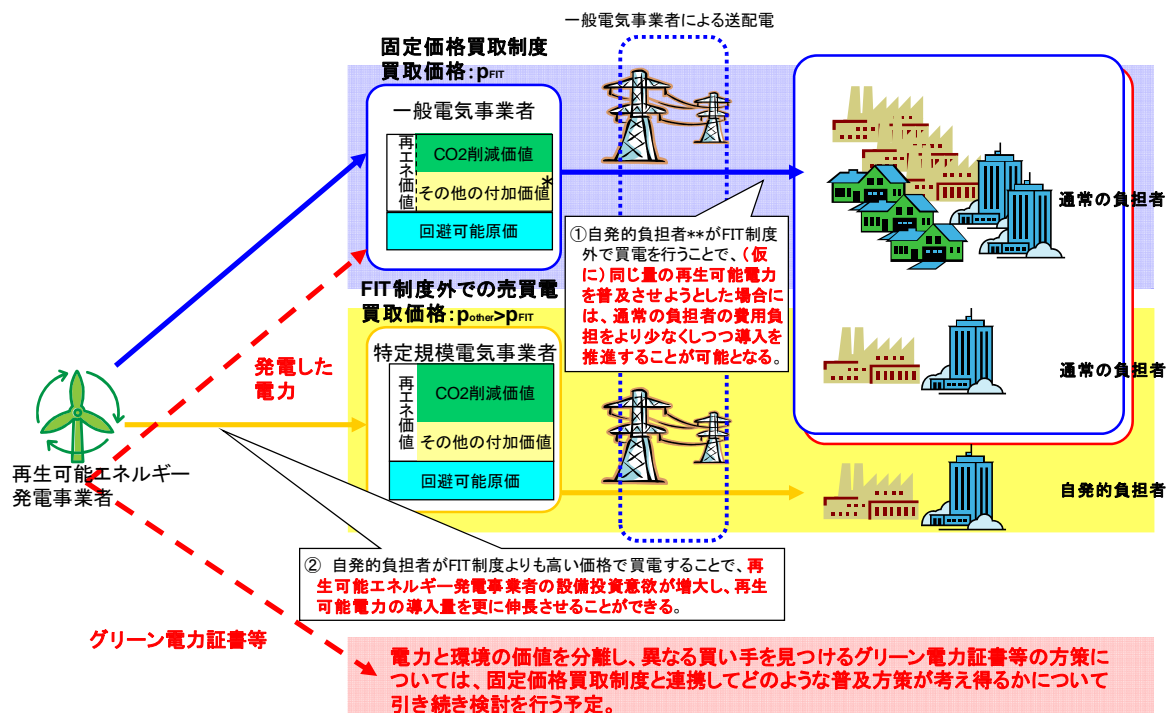 一般電気事業者による送配電
固定価格買取制度
買取価格：pFIT
一般電気事業者
再エネ価値
CO2削減価値
その他の付加価値*
回避可能原価
通常の負担者
①自発的負担者**がFIT制度
外で買電を行うことで、（仮
に）同じ量の再生可能電力
を普及させようとした場合に
は、通常の負担者の費用負
担をより少なくしつつ導入を
推進することが可能となる。
FIT制度外での売買電
買取価格：pother>pFIT
特定規模電気事業者
再エネ価値
CO2削減価値
その他の付加価値
回避可能原価
通常の負担者
発電した
電力
再生可能エネルギー
発電事業者
自発的負担者
② 自発的負担者がFIT制度よりも高い価格で買電することで、再
生可能エネルギー発電事業者の設備投資意欲が増大し、再生
可能電力の導入量を更に伸長させることができる。
グリーン電力証書等
電力と環境の価値を分離し、異なる買い手を見つけるグリーン電力証書等の方策に
ついては、固定価格買取制度と連携してどのような普及方策が考え得るかについて
引き続き検討を行う予定。